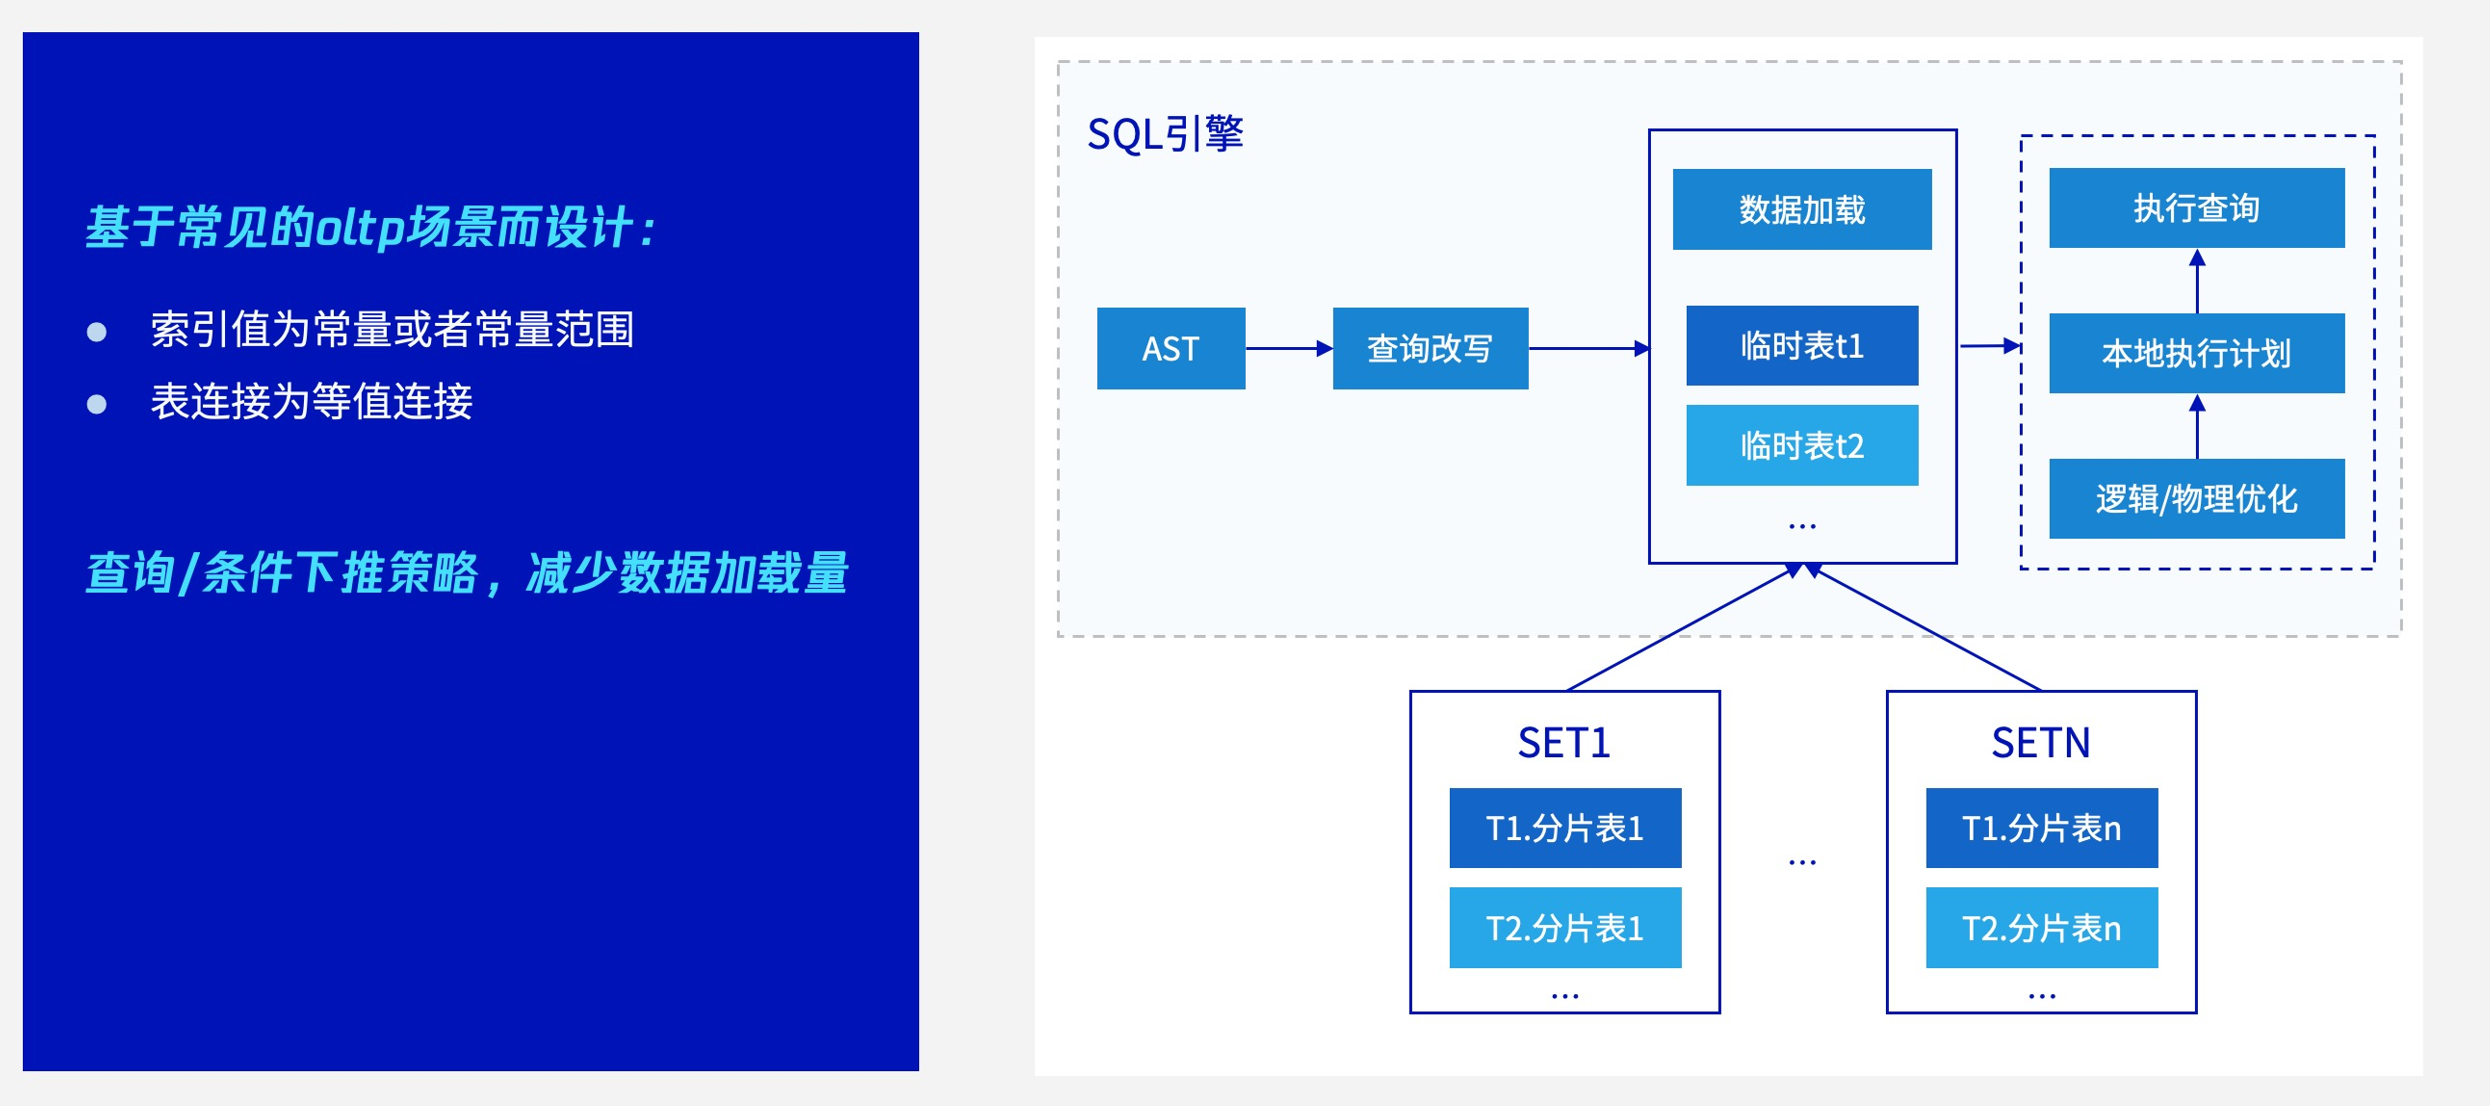 基于常见的oltp场景而设计：
● 索引值为常量或者常量范围
● 表连接为等值连接
查询/条件下推策略，减少数据加载量
SQL引擎
AST
查询改写
数据加载
临时表t1
临时表t2
...
执行查询
本地执行计划
逻辑/物理优化
SET1
T1.分片表1
T2.分片表1
...
...
SETN
T1.分片表n
T2.分片表n
...